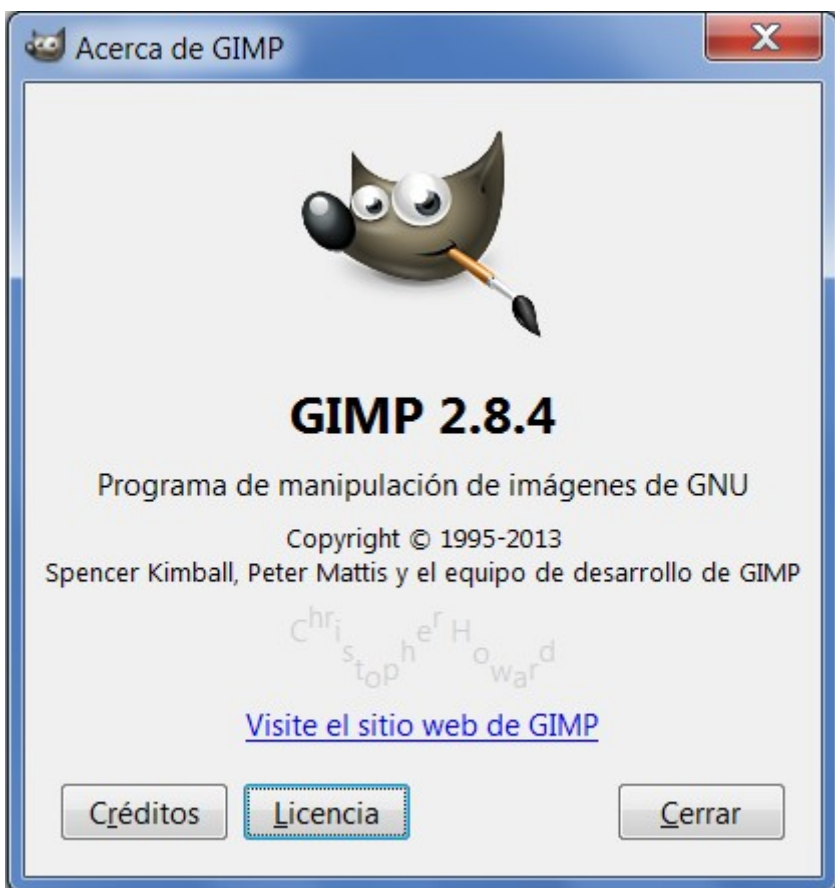 Acerca de GIMP
GIMP 2.8.4
Programa de manipulación de imágenes de GNU
Copyright © 1995-2013
Spencer Kimball, Peter Mattis y el equipo de desarrollo de GIMP
Christopher Howard
Visite el sitio web de GIMP
Créditos Licencia Cerrar